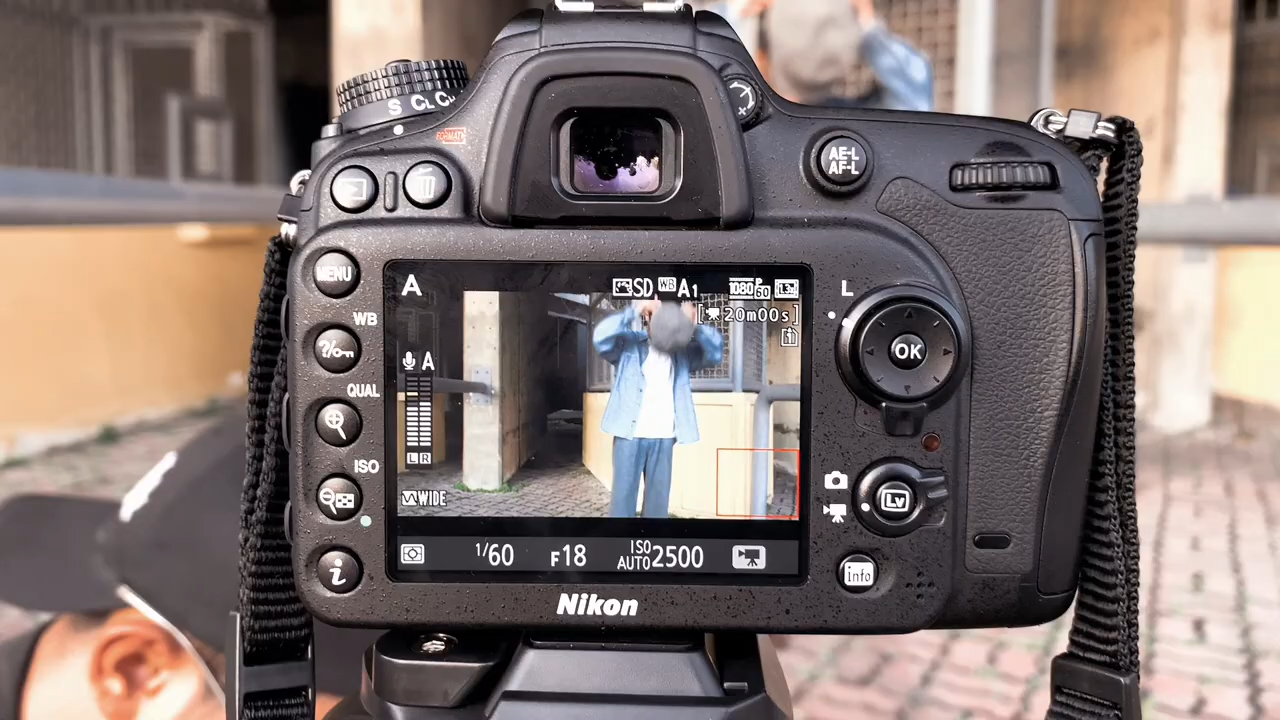 S CL CH
FORMAT
AE-L
AF-L
MENU
WB
?/
QUAL
ISO
i
A
SD WB A1 1080 P 60 1.3x
[20m00s]
A
L R
WIDE
1/60 F18 ISO AUTO 2500
L
OK
Lv
info
Nikon